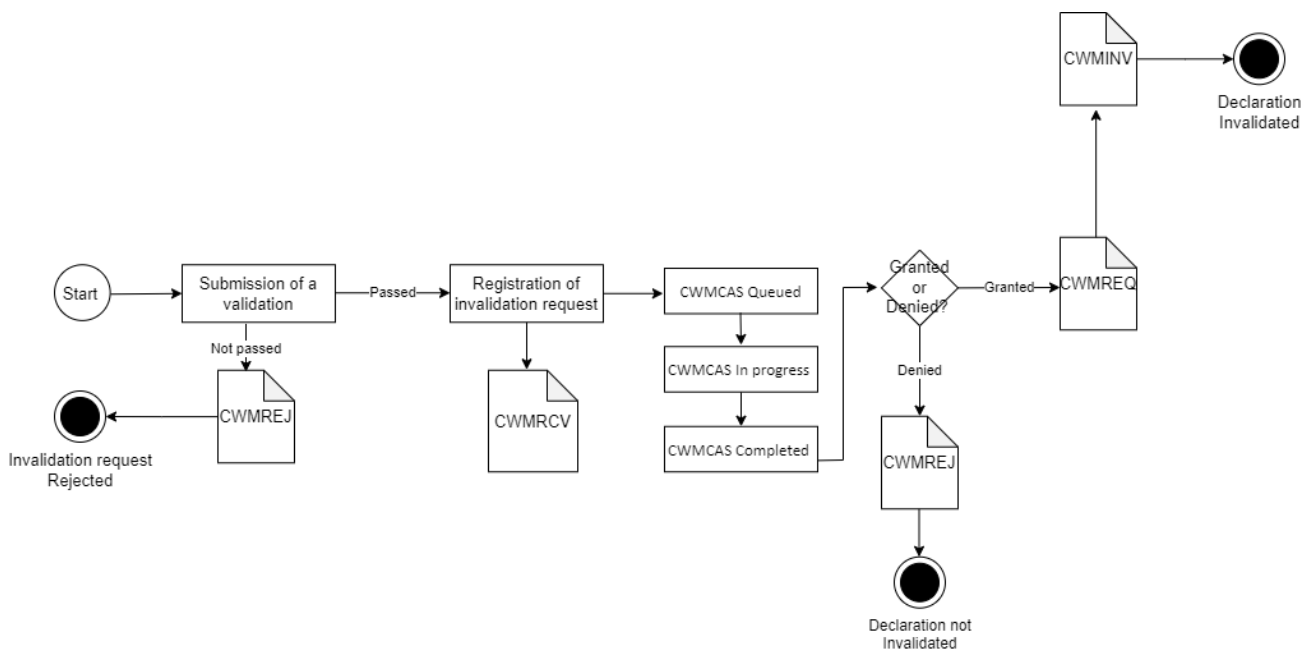 CWMINV
Declaration
Invalidated
Start
Submission of a
validation
Passed
Registration of
invalidation request
CWMCAS Queued
Granted
or
Denied?
Granted
CWMREQ
Not passed
CWMREJ
Invalidation request
Rejected
CWMRCV
CWMCAS In progress
CWMCAS Completed
Denied
CWMREJ
Declaration not
Invalidated